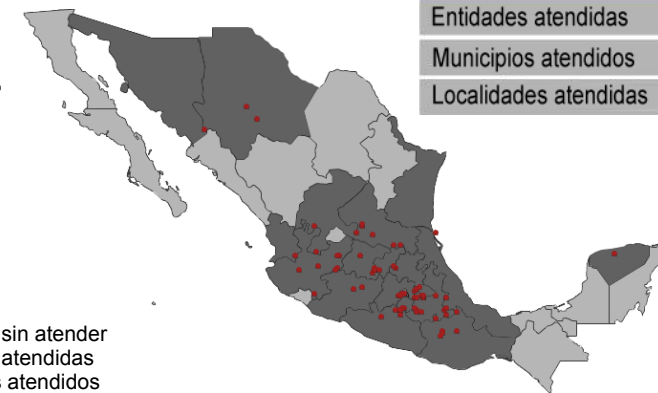 Entidades atendidas
Municipios atendidos
Localidades atendidas
sin atender
atendidas
atendidos